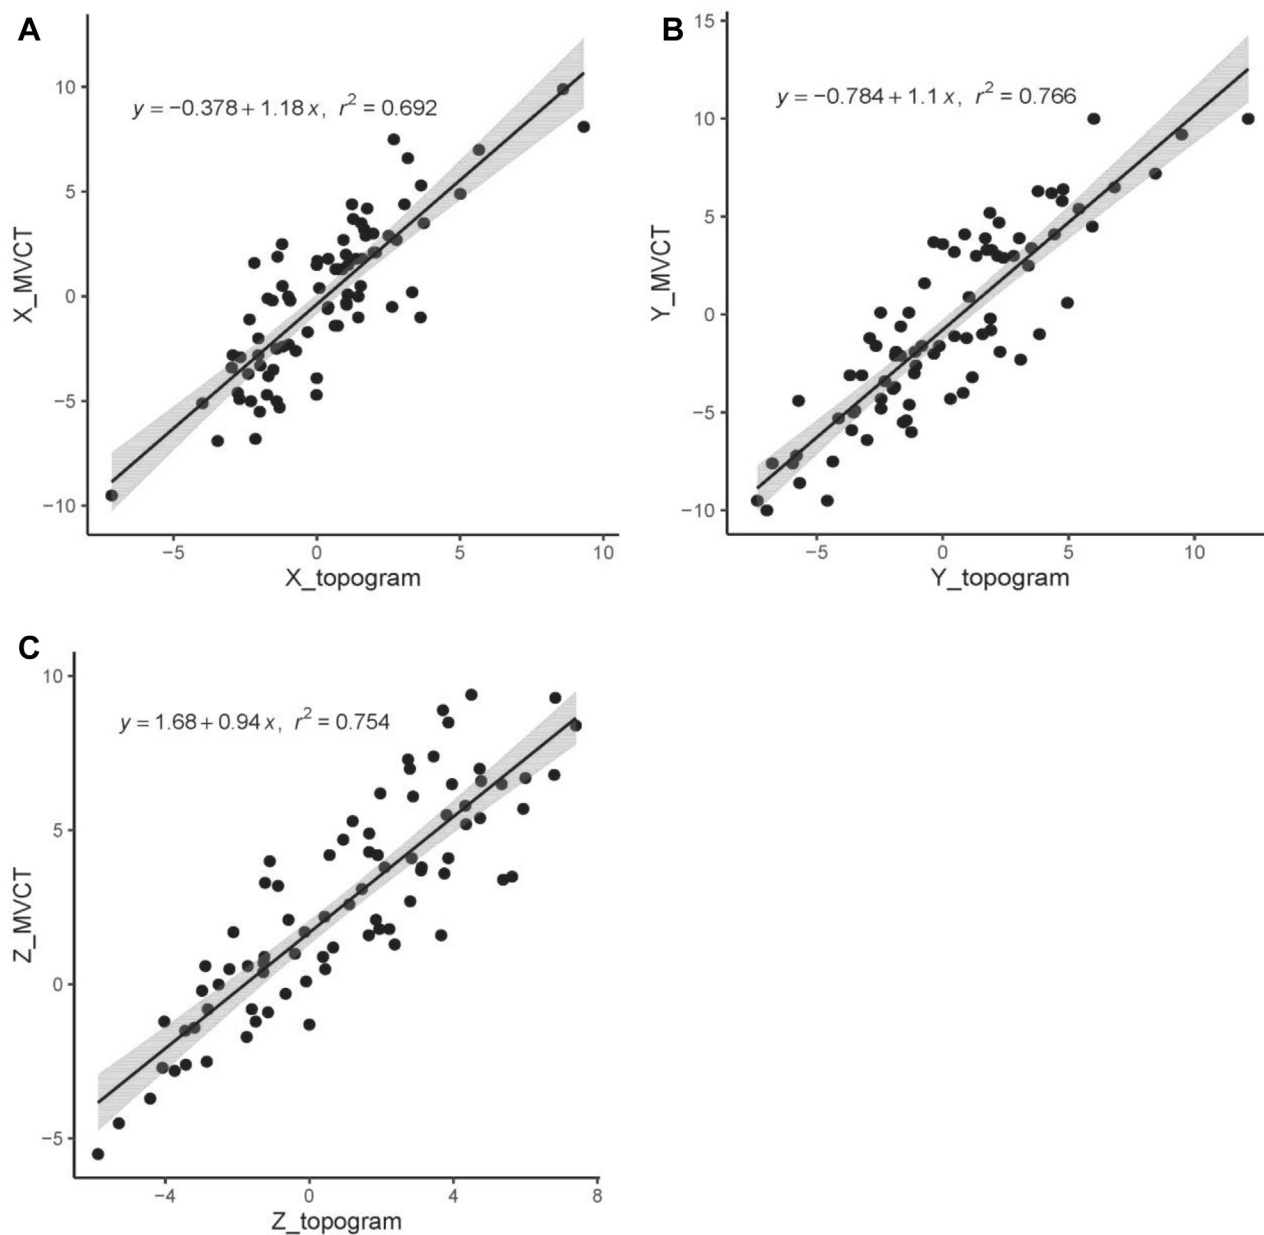 A
y = −0.378 + 1.18 x, r² = 0.692
X_MVCT
10
5
0
−5
−10
−5 0 5 10
X_topogram
B
y = −0.784 + 1.1 x, r² = 0.766
Y_MVCT
15
10
5
0
−5
−10
−5 0 5 10
Y_topogram
C
y = 1.68 + 0.94 x, r² = 0.754
Z_MVCT
10
5
0
−5
−4 0 4 8
Z_topogram